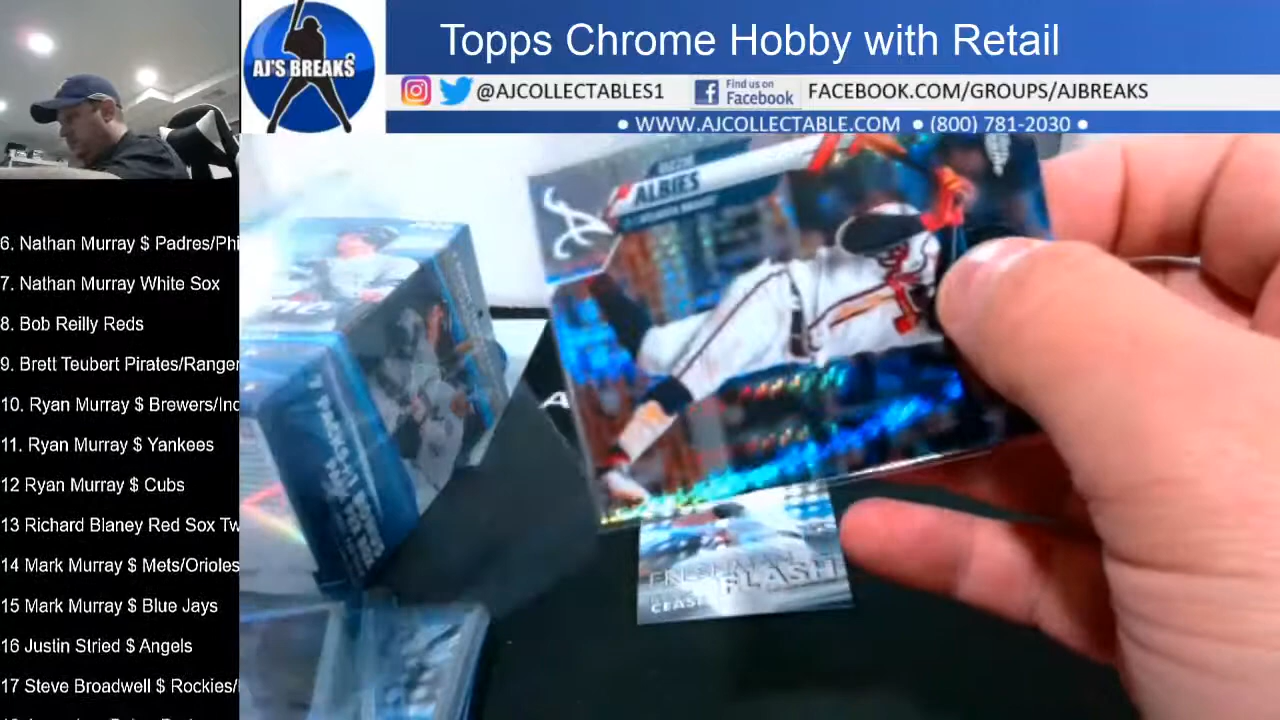 Topps Chrome Hobby with Retail
AJ'S BREAKS
@AJCOLLECTABLES1
Find us on
Facebook
FACEBOOK.COM/GROUPS/AJBREAKS
• WWW.AJCOLLECTABLE.COM • (800) 781-2030 •
6. Nathan Murray $ Padres/Phi
7. Nathan Murray White Sox
8. Bob Reilly Reds
9. Brett Teubert Pirates/Ranger
10. Ryan Murray $ Brewers/Ind
11. Ryan Murray $ Yankees
12 Ryan Murray $ Cubs
13 Richard Blaney Red Sox Tw
14 Mark Murray $ Mets/Orioles
15 Mark Murray $ Blue Jays
16 Justin Stried $ Angels
17 Steve Broadwell $ Rockies/
ALBIES
FLASH
CEASE